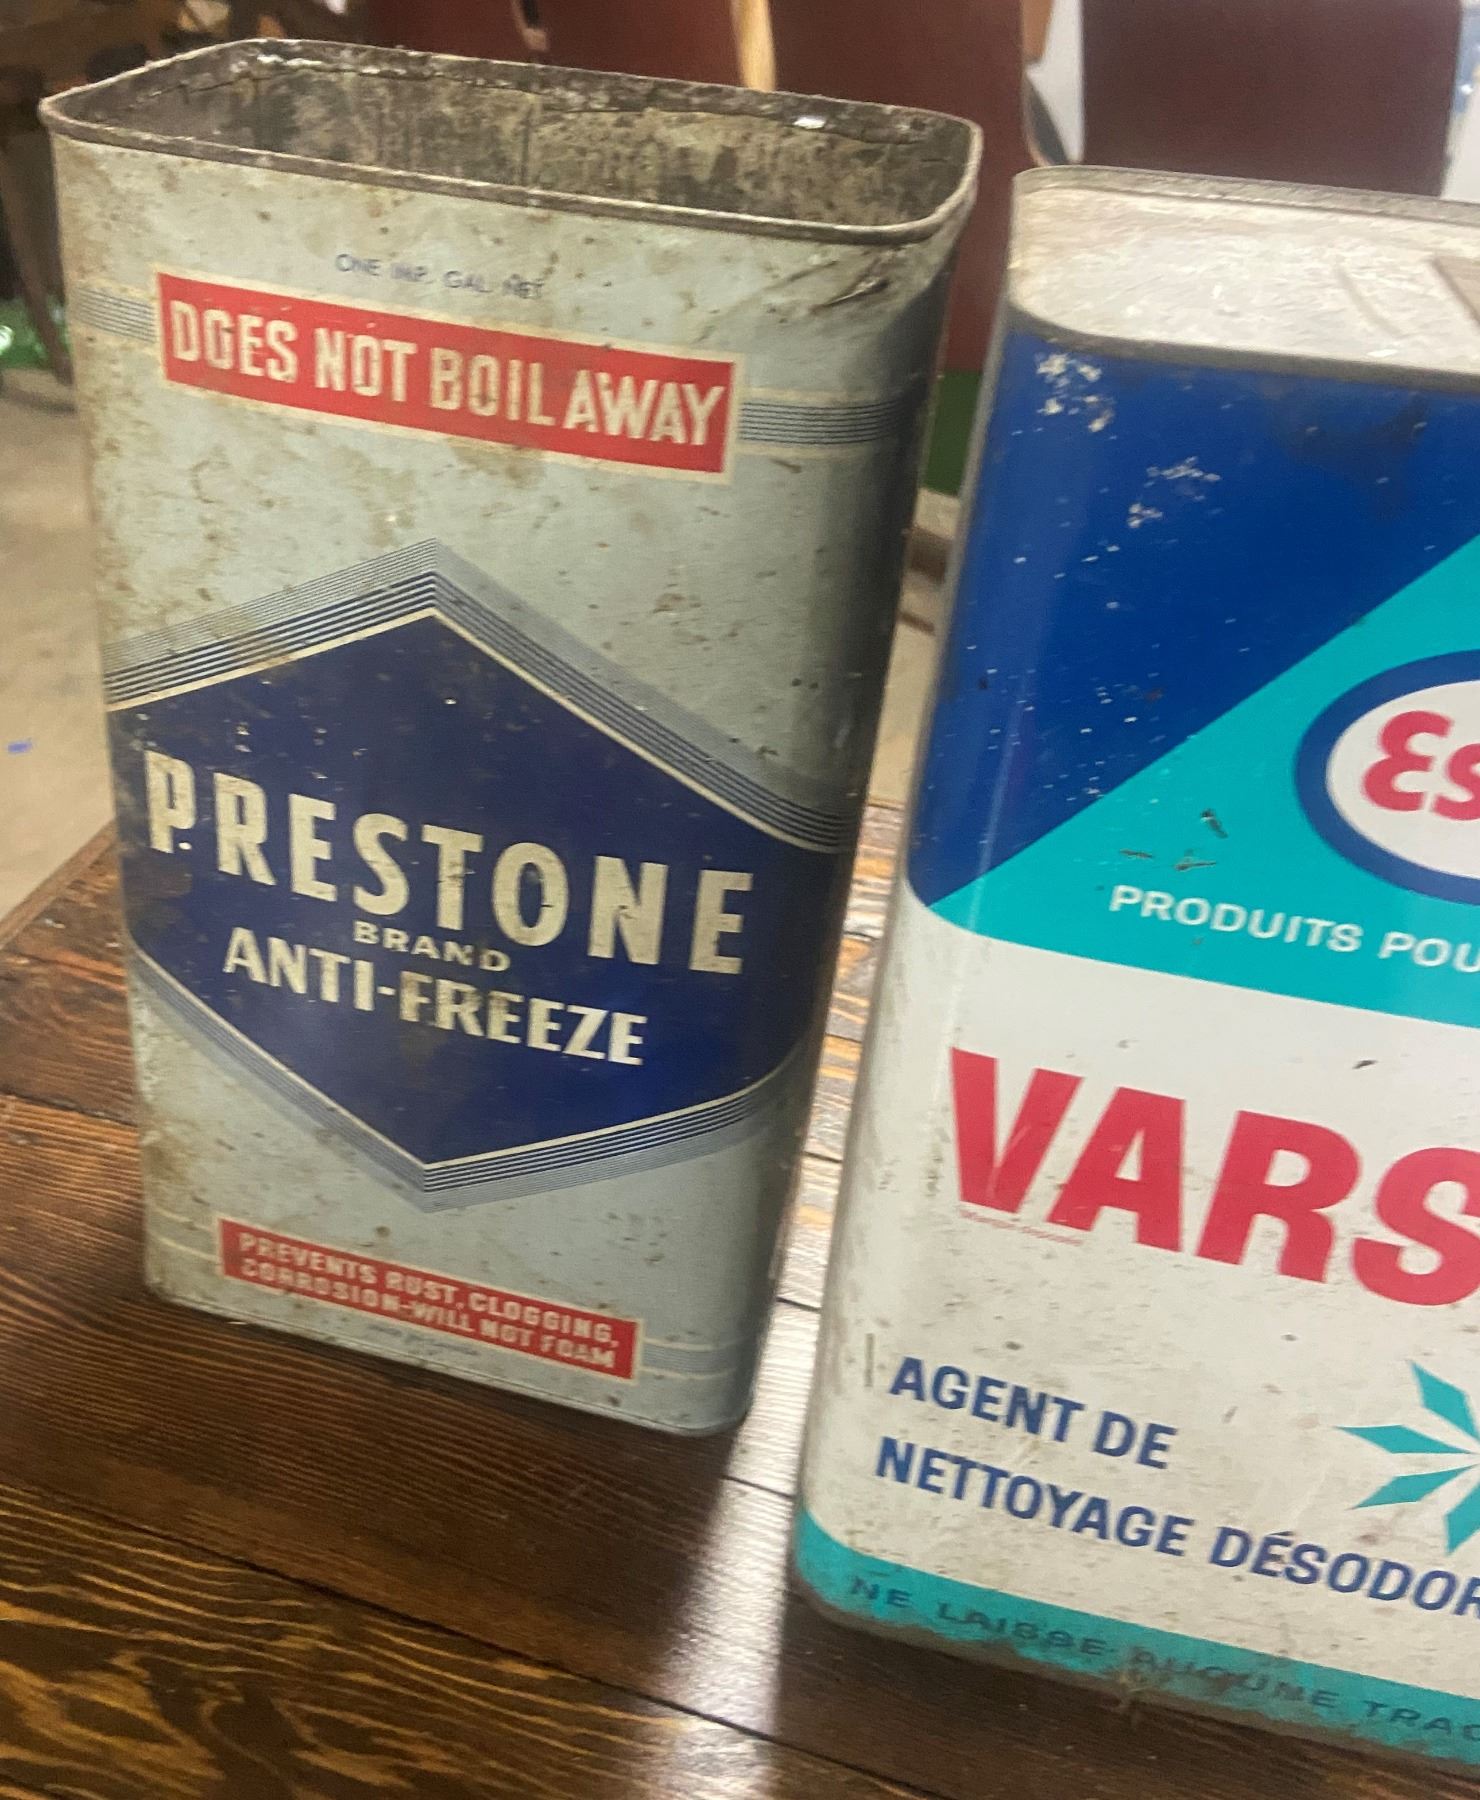 ONE IMP. GAL. NET
DOES NOT BOIL AWAY
PRESTONE
BRAND
ANTI-FREEZE
PREVENTS RUST, CLOGGING,
CORROSION-WILL NOT FOAM
Es
PRODUITS POU
VARS
AGENT DE
NETTOYAGE DÉSODOR
NE LAISSE AUCUNE TRAC